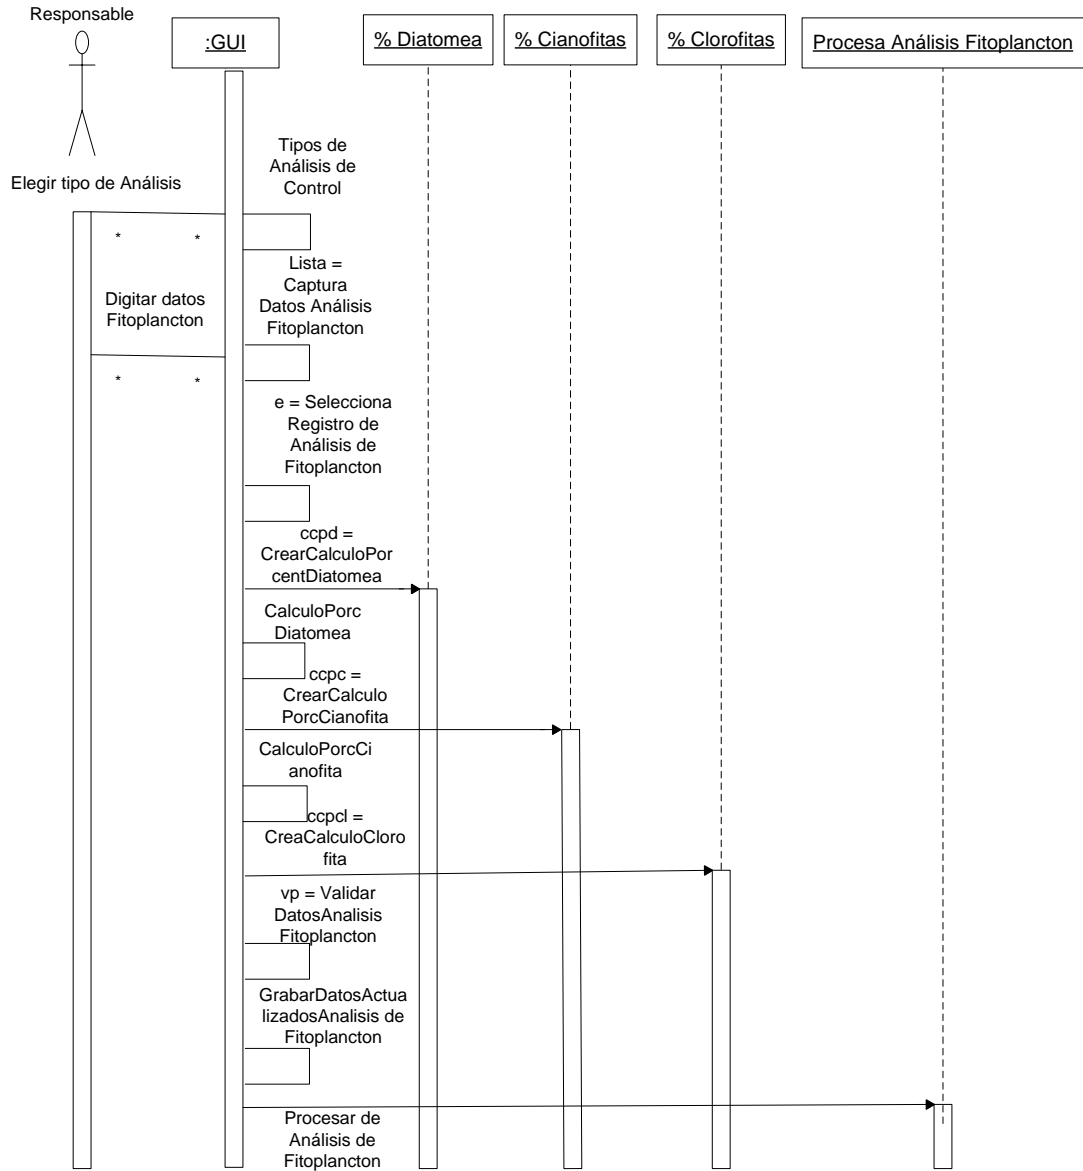 Responsable
:GUI
% Diatomea
% Cianofitas
% Clorofitas
Procesa Análisis Fitoplancton
Elegir tipo de Análisis
Tipos de
Análisis de
Control
* *
Lista =
Captura
Datos Análisis
Fitoplancton
Digitar datos
Fitoplancton
* *
e = Selecciona
Registro de
Análisis de
Fitoplancton
ccpd =
CrearCalculoPor
centDiatomea
CalculoPorc
Diatomea
ccpc =
CrearCalculo
PorcCianofita
CalculoPorcCi
anofita
ccpcl =
CreaCalculoCloro
fita
vp = Validar
DatosAnalisis
Fitoplancton
GrabarDatosActua
lizadosAnalisis de
Fitoplancton
Procesar de
Análisis de
Fitoplancton